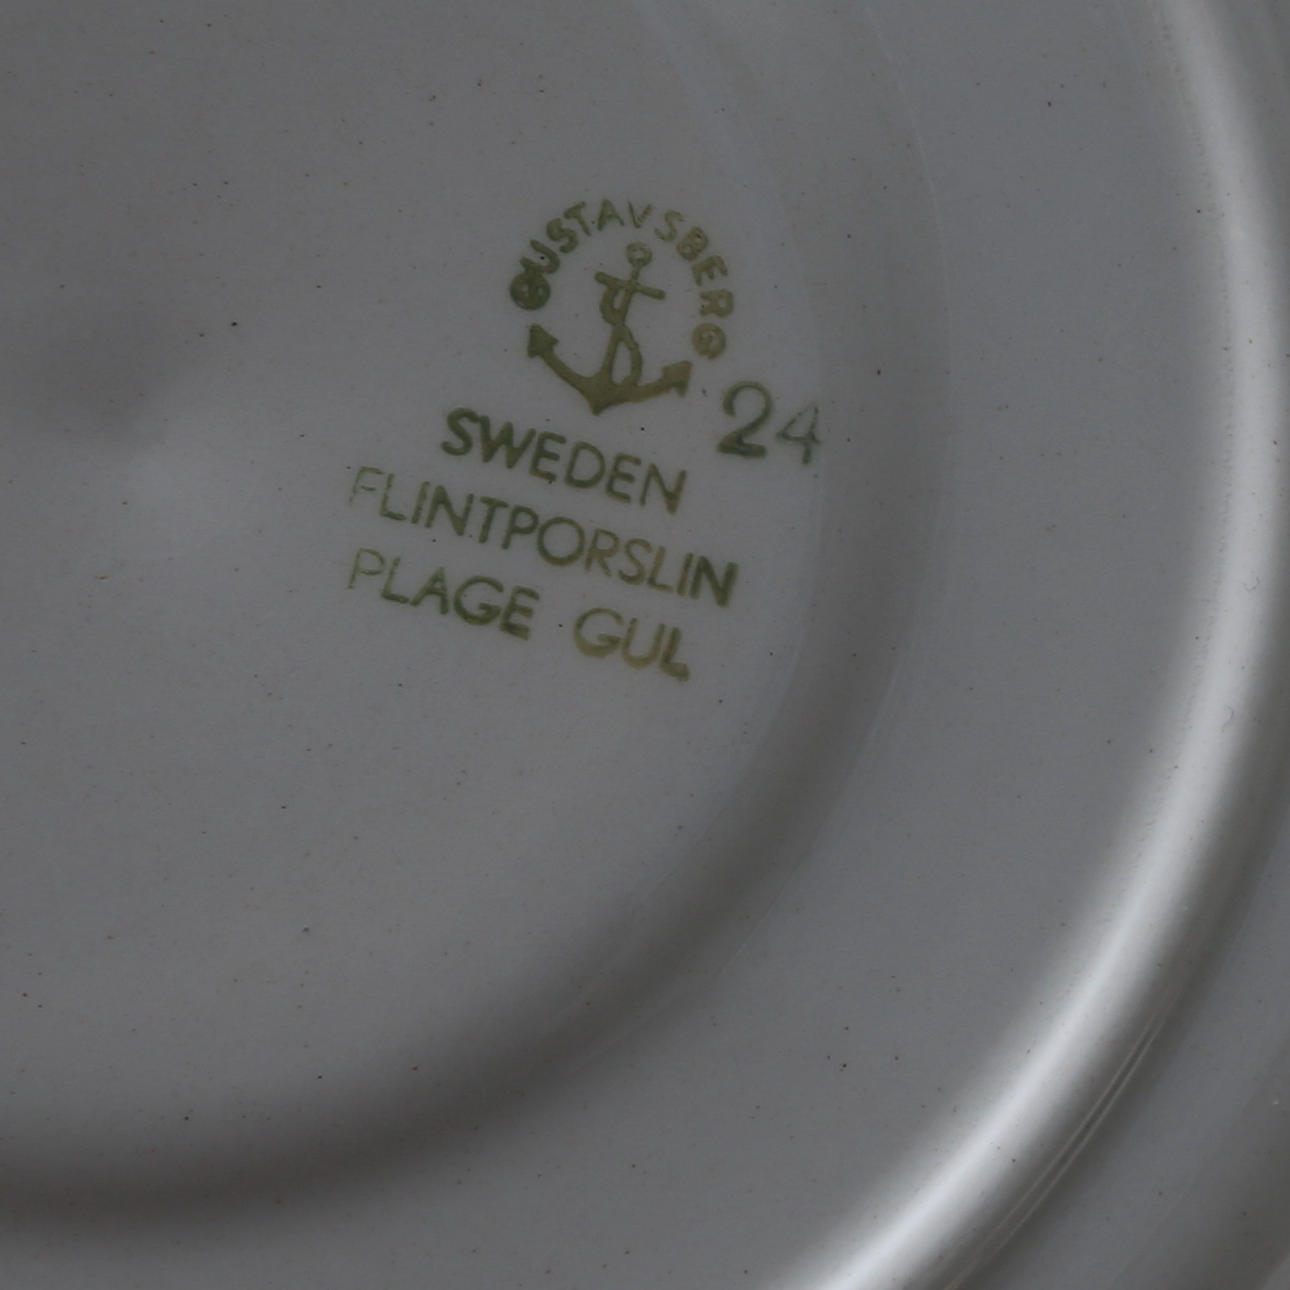 GUSTAVSBERG
24
SWEDEN
FLINTPORSLIN
PLAGE GUL